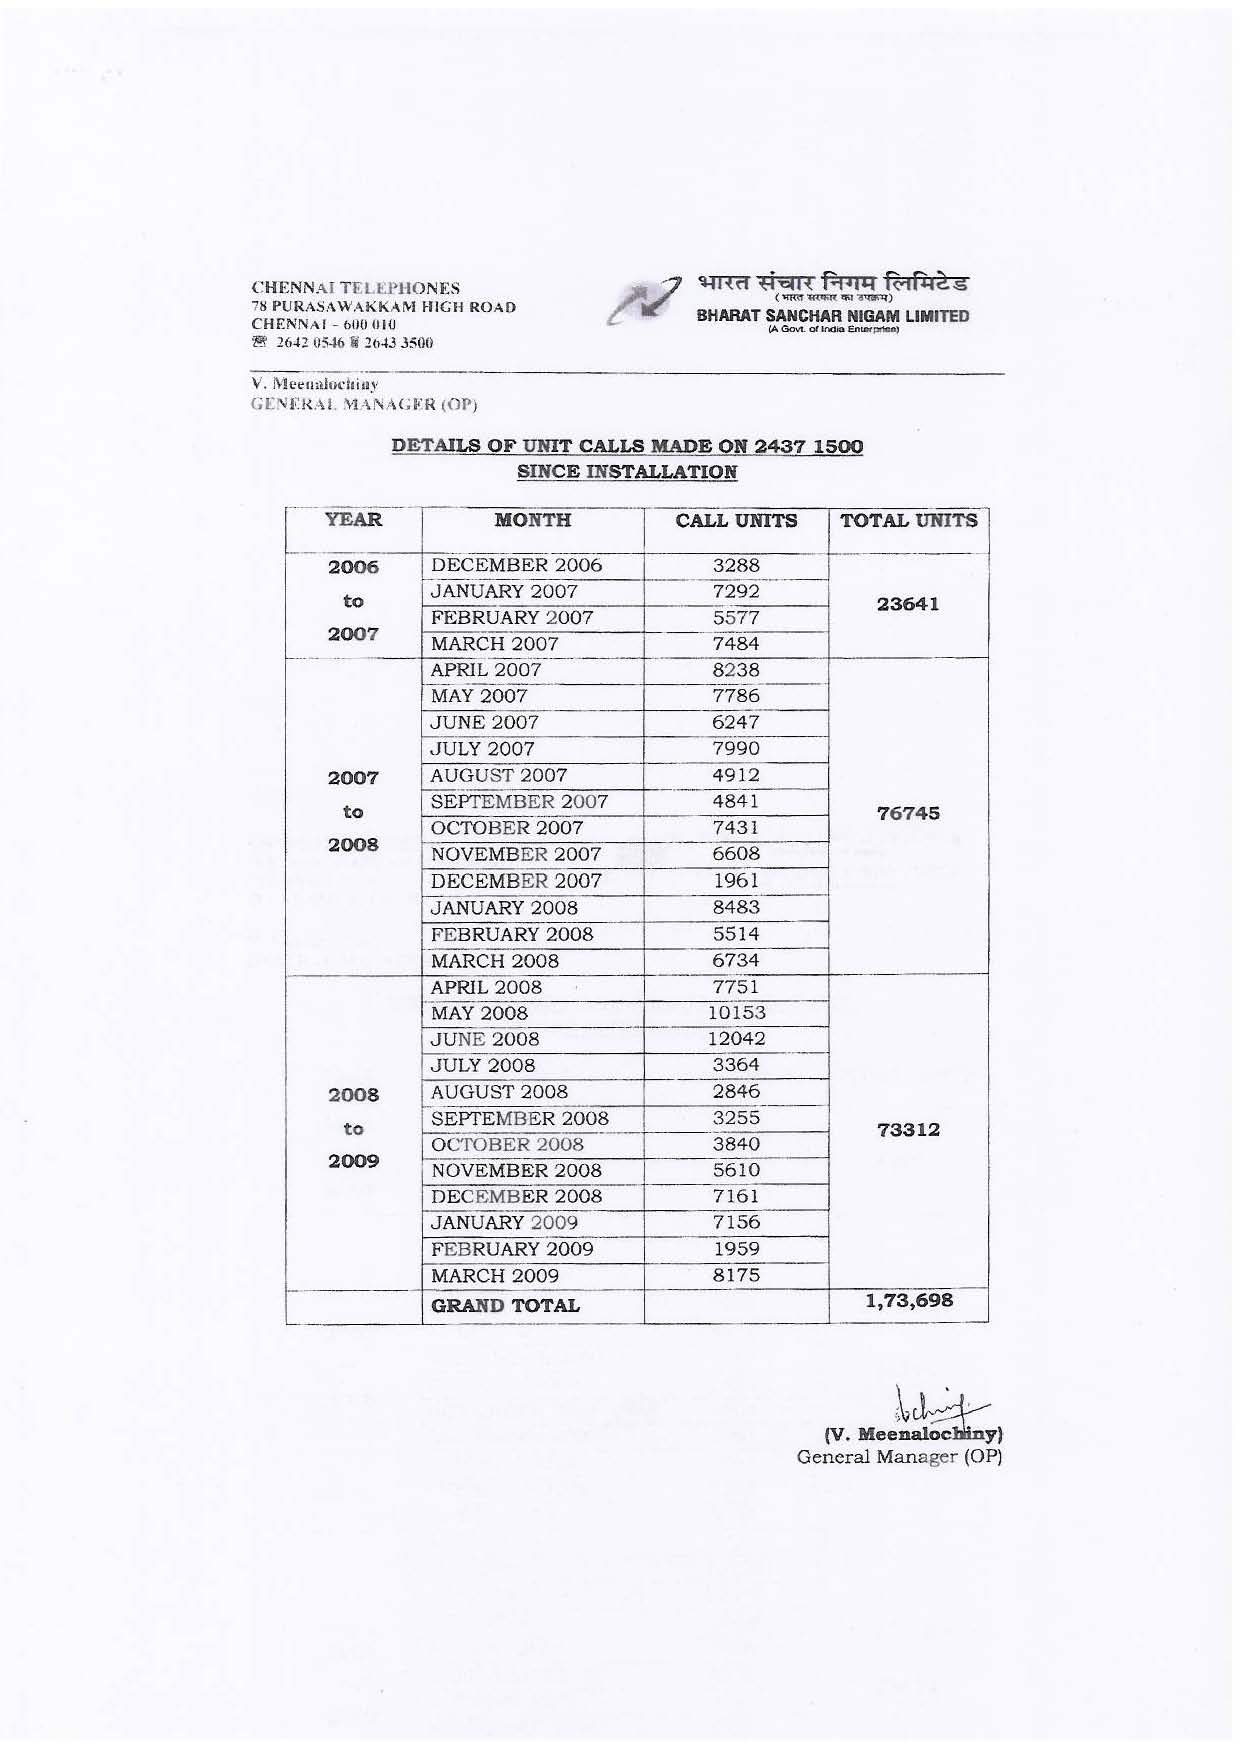 CHENNAI TELEPHONES
78 PURASAWAKKAM HIGH ROAD
CHENNAI - 600 010
☎ 2642 0546 2643 3500
भारत संचार निगम लिमिटेड
( भारत सरकार का उपक्रम )
BHARAT SANCHAR NIGAM LIMITED
(A Govt. of India Enterprise)
V. Meenalochiny
GENERAL MANAGER (OP)
DETAILS OF UNIT CALLS MADE ON 2437 1500
SINCE INSTALLATION
YEAR MONTH CALL UNITS TOTAL UNITS
2006 to 2007
DECEMBER 2006 3288
JANUARY 2007 7292
FEBRUARY 2007 5577
MARCH 2007 7484
23641
2007 to 2008
APRIL 2007 8238
MAY 2007 7786
JUNE 2007 6247
JULY 2007 7990
AUGUST 2007 4912
SEPTEMBER 2007 4841
OCTOBER 2007 7431
NOVEMBER 2007 6608
DECEMBER 2007 1961
JANUARY 2008 8483
FEBRUARY 2008 5514
MARCH 2008 6734
76745
2008 to 2009
APRIL 2008 7751
MAY 2008 10153
JUNE 2008 12042
JULY 2008 3364
AUGUST 2008 2846
SEPTEMBER 2008 3255
OCTOBER 2008 3840
NOVEMBER 2008 5610
DECEMBER 2008 7161
JANUARY 2009 7156
FEBRUARY 2009 1959
MARCH 2009 8175
73312
GRAND TOTAL 1,73,698
(V. Meenalochiny)
General Manager (OP)